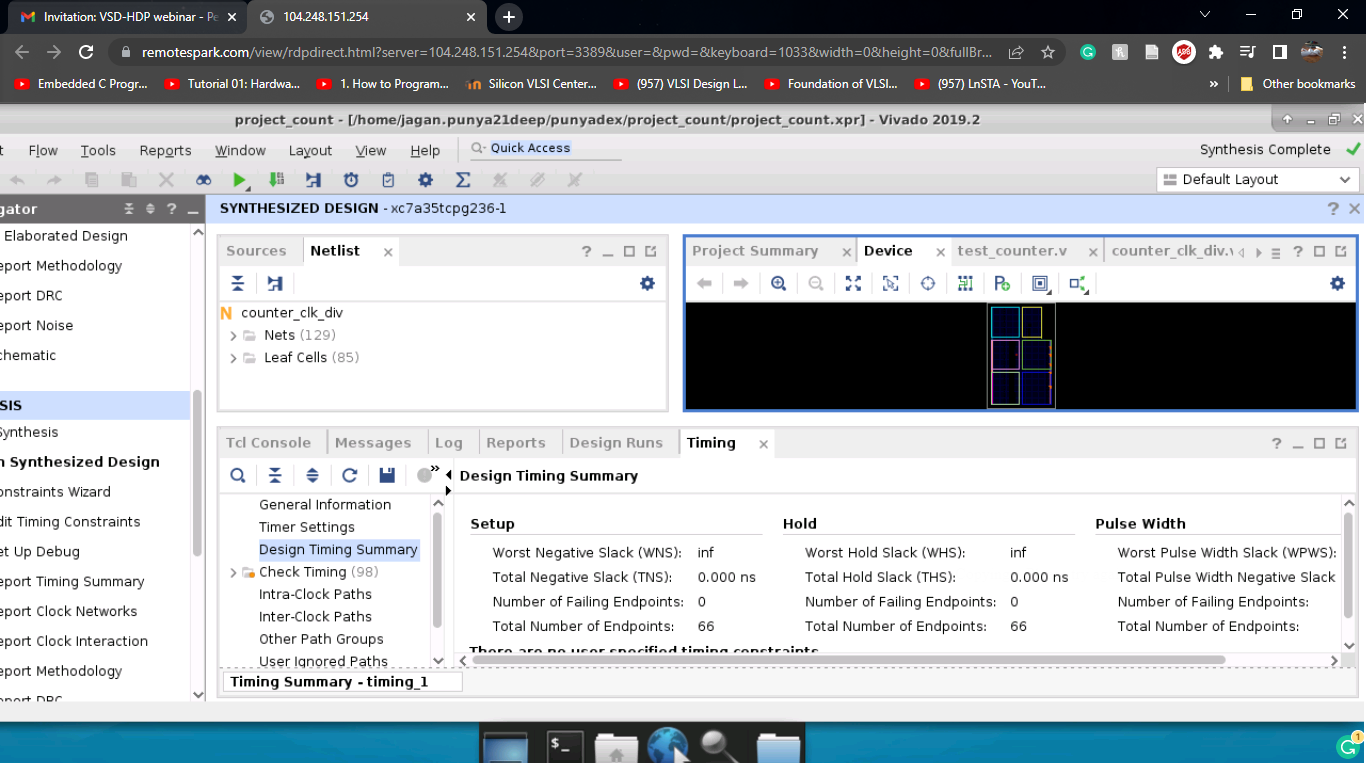 Invitation: VSD-HDP webinar - Pe
104.248.151.254
remotespark.com/view/rdpdirect.html?server=104.248.151.254&port=3389&user=&pwd=&keyboard=1033&width=0&height=0&fullBr...
Embedded C Progr...
Tutorial 01: Hardwa...
1. How to Program...
Silicon VLSI Center...
(957) VLSI Design L...
Foundation of VLSI...
(957) LnSTA - YouT...
»
Other bookmarks
project_count - [/home/jagan.punya21deep/punyadex/project_count/project_count.xpr] - Vivado 2019.2
t Flow Tools Reports Window Layout View Help
Quick Access
Synthesis Complete
Default Layout
gator
SYNTHESIZED DESIGN - xc7a35tcpg236-1
Elaborated Design
eport Methodology
eport DRC
eport Noise
chematic
SIS
Synthesis
n Synthesized Design
onstraints Wizard
dit Timing Constraints
et Up Debug
eport Timing Summary
eport Clock Networks
eport Clock Interaction
eport Methodology
eport DRC
Sources
Netlist
counter_clk_div
Nets (129)
Leaf Cells (85)
Project Summary
Device
test_counter.v
counter_clk_div.v
Tcl Console
Messages
Log
Reports
Design Runs
Timing
Design Timing Summary
General Information
Timer Settings
Design Timing Summary
Check Timing (98)
Intra-Clock Paths
Inter-Clock Paths
Other Path Groups
User Ignored Paths
Setup
Worst Negative Slack (WNS): inf
Total Negative Slack (TNS): 0.000 ns
Number of Failing Endpoints: 0
Total Number of Endpoints: 66
Hold
Worst Hold Slack (WHS): inf
Total Hold Slack (THS): 0.000 ns
Number of Failing Endpoints: 0
Total Number of Endpoints: 66
Pulse Width
Worst Pulse Width Slack (WPWS):
Total Pulse Width Negative Slack
Number of Failing Endpoints:
Total Number of Endpoints:
There are no user specified timing constraints
Timing Summary - timing_1